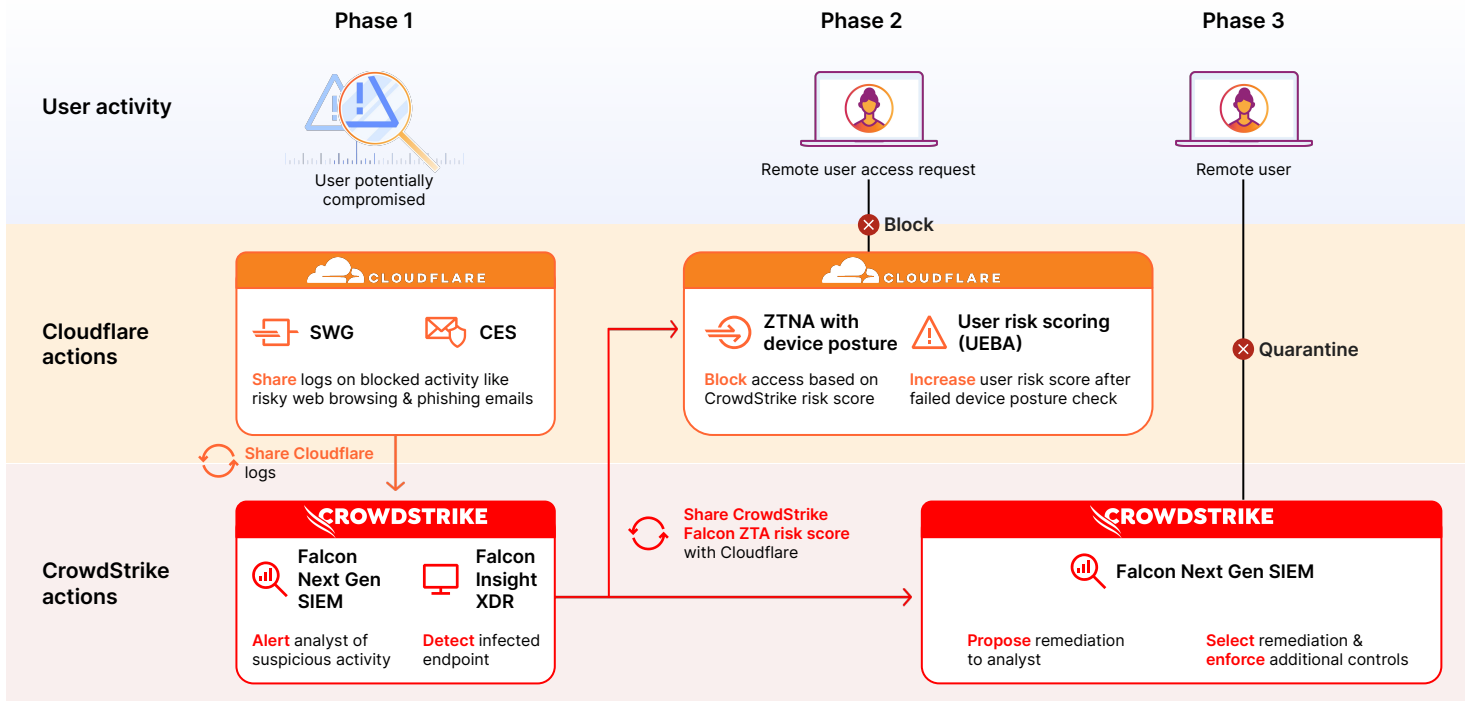 Phase 1
Phase 2
Phase 3
User activity
User potentially
compromised
Remote user access request
Remote user
Block
Cloudflare
actions
CLOUDFLARE
SWG
CES
Share logs on blocked activity like
risky web browsing & phishing emails
CLOUDFLARE
ZTNA with
device posture
User risk scoring
(UEBA)
Block access based on
CrowdStrike risk score
Increase user risk score after
failed device posture check
Quarantine
Share Cloudflare
logs
CrowdStrike
actions
CROWDSTRIKE
Falcon
Next Gen
SIEM
Falcon
Insight
XDR
Alert analyst of
suspicious activity
Detect infected
endpoint
Share CrowdStrike
Falcon ZTA risk score
with Cloudflare
CROWDSTRIKE
Falcon Next Gen SIEM
Propose remediation
to analyst
Select remediation &
enforce additional controls